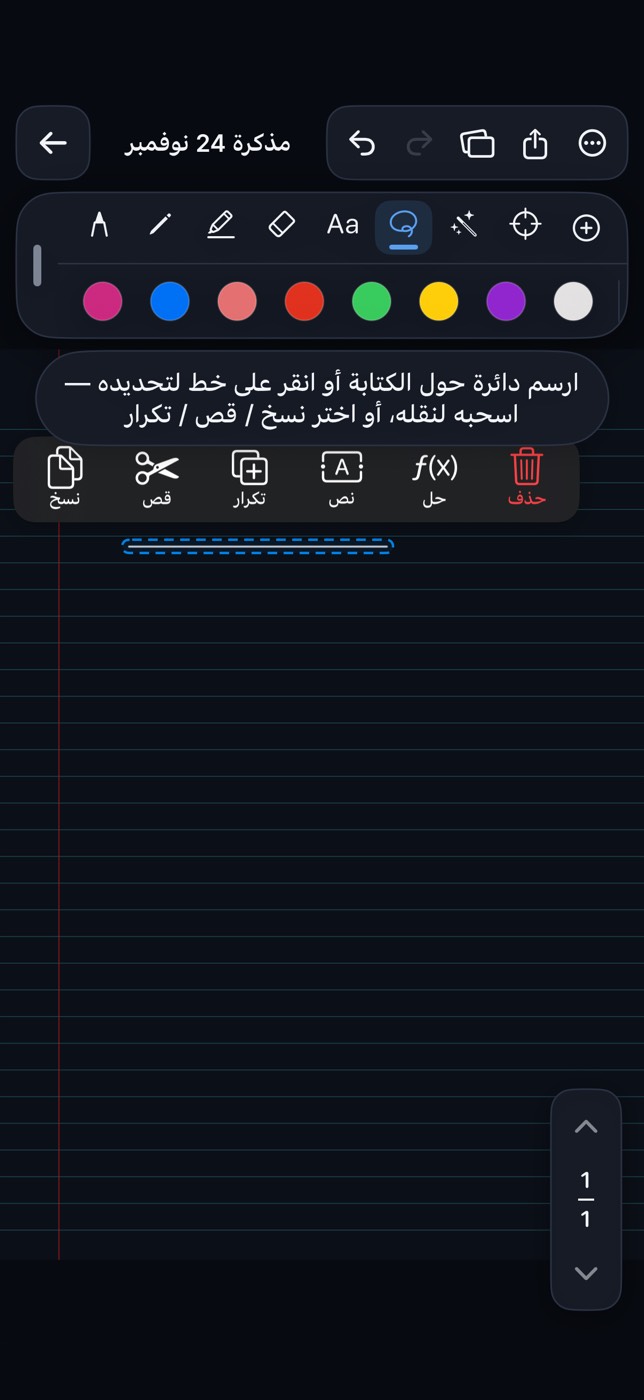 مذكرة 24 نوفمبر
Aa
ارسم دائرة حول الكتابة أو انقر على خط لتحديده —
اسحبه لنقله، أو اختر نسخ / قص / تكرار
A
f(x)
نسخ
قص
تكرار
نص
حل
حذف
1
1